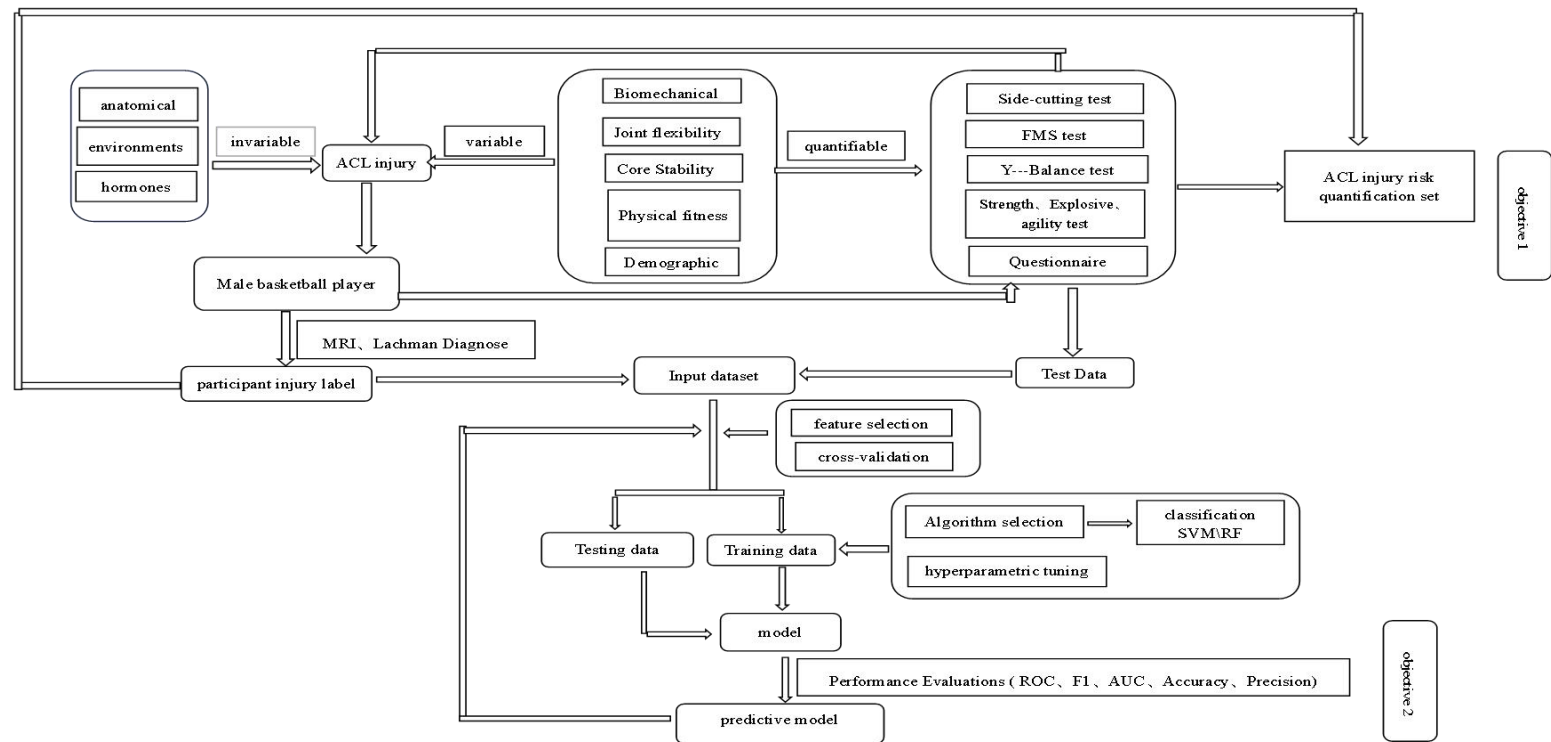 anatomical
environments
hormones
invariable
ACL injury
variable
Biomechanical
Joint flexibility
Core Stability
Physical fitness
Demographic
quantifiable
Side-cutting test
FMS test
Y---Balance test
Strength、Explosive、
agility test
Questionnaire
ACL injury risk
quantification set
objective 1
Male basketball player
MRI、Lachman Diagnose
participant injury label
Input dataset
Test Data
feature selection
cross-validation
Testing data
Training data
Algorithm selection
classification
SVM\RF
hyperparametric tuning
model
Performance Evaluations ( ROC、F1、AUC、Accuracy、Precision)
predictive model
objective 2